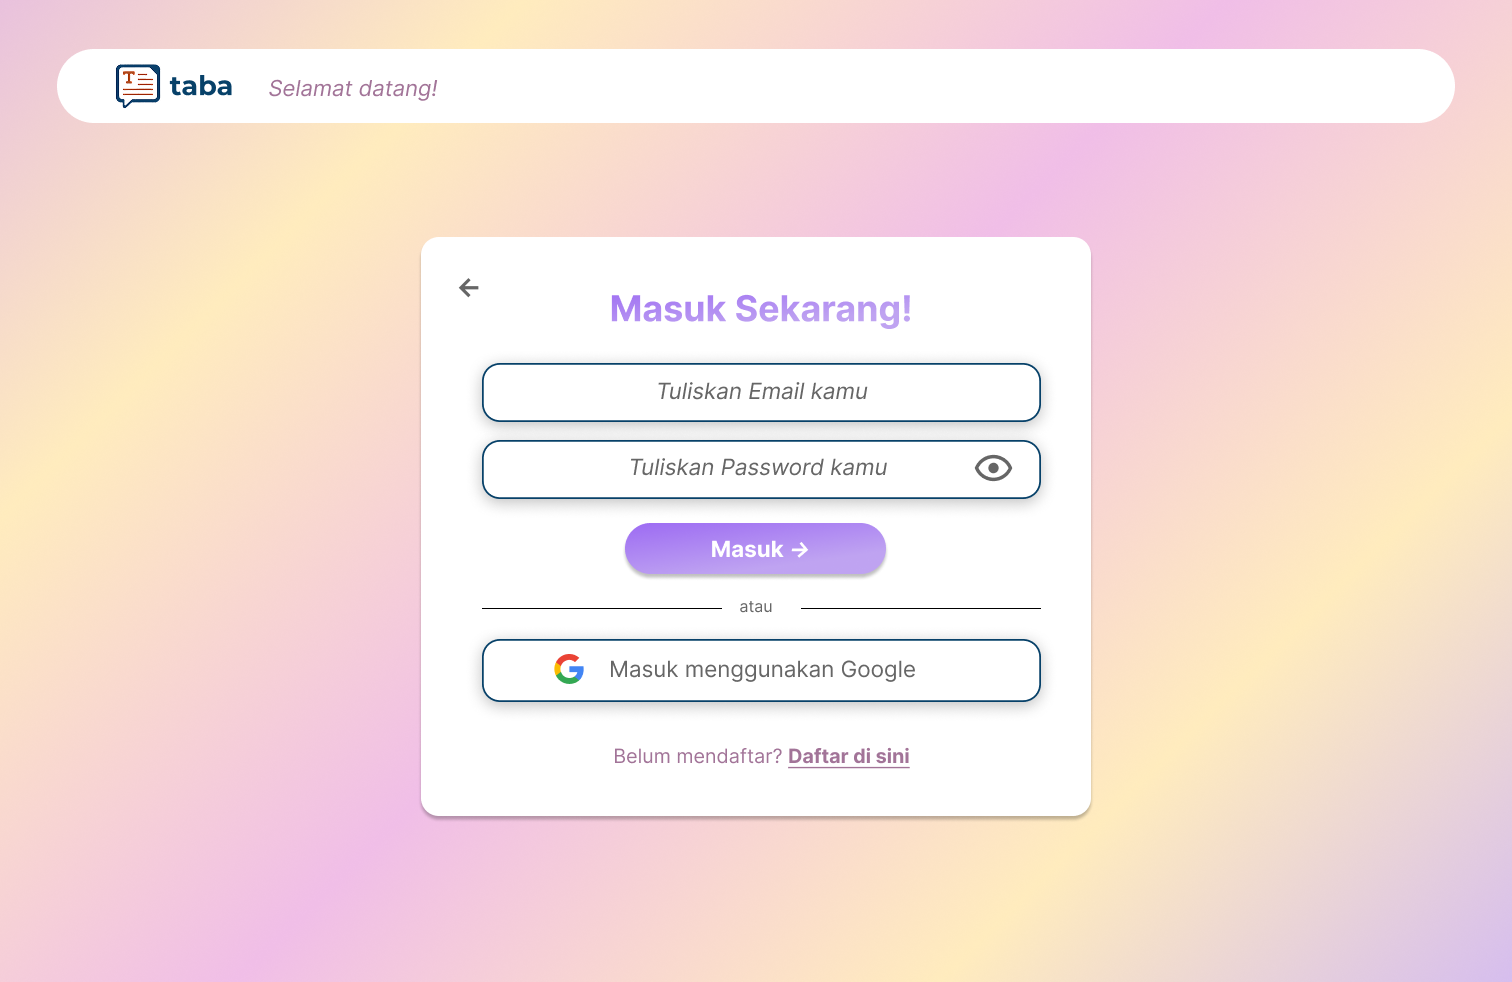 taba
Selamat datang!
Masuk Sekarang!
Tuliskan Email kamu
Tuliskan Password kamu
Masuk →
atau
Masuk menggunakan Google
Belum mendaftar? Daftar di sini